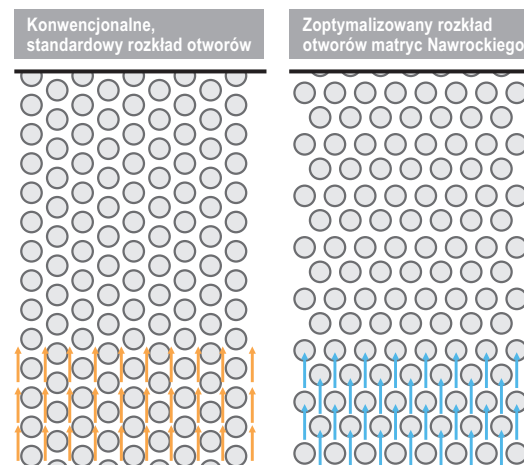 Konwencjonalne,
standardowy rozkład otworów
Zoptymalizowany rozkład
otworów matryc Nawrockiego